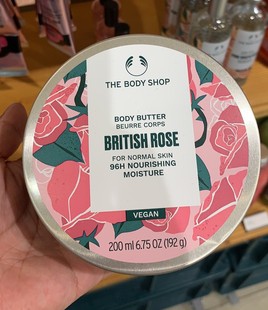 THE BODY SHOP
BODY BUTTER
BEURRE CORPS
BRITISH ROSE
FOR NORMAL SKIN
96H NOURISHING
MOISTURE
VEGAN
200 ml 6.75 OZ (192 g)